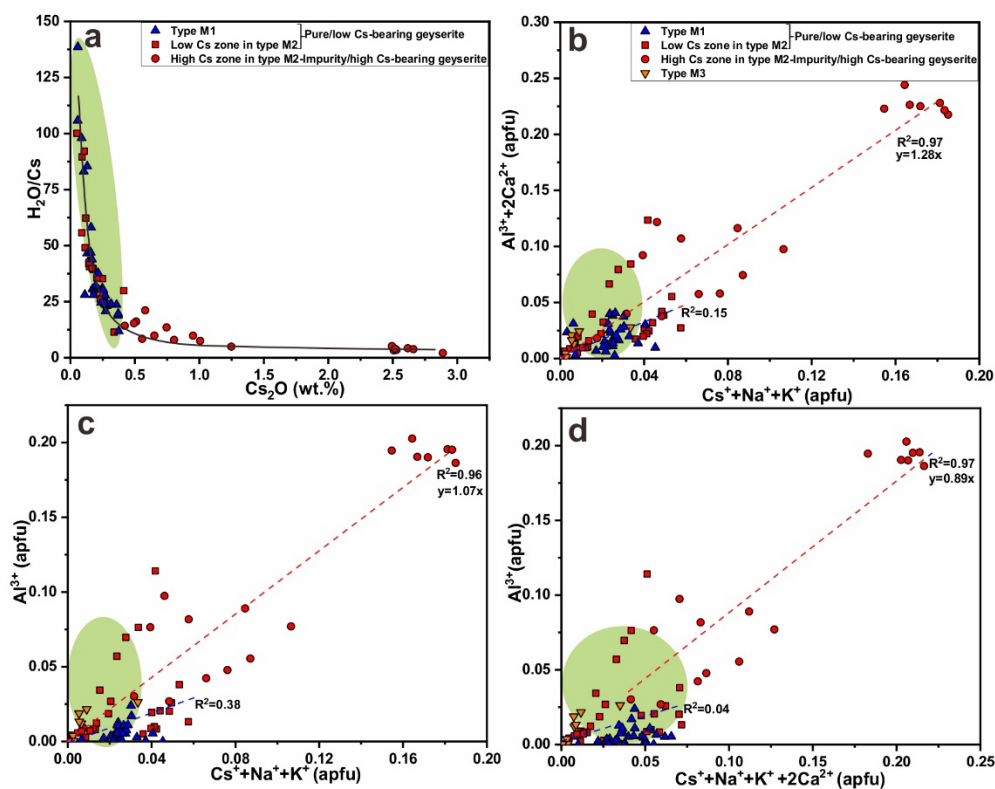 a
Type M1
Low Cs zone in type M2
Pure/low Cs-bearing geyserite
High Cs zone in type M2-Impurity/high Cs-bearing geyserite
H₂O/Cs
150
125
100
75
50
25
0
0.0 0.5 1.0 1.5 2.0 2.5 3.0
Cs₂O (wt.%)
b
Type M1
Low Cs zone in type M2
Pure/low Cs-bearing geyserite
High Cs zone in type M2-Impurity/high Cs-bearing geyserite
Type M3
Al³⁺+2Ca²⁺ (apfu)
0.30
0.25
0.20
0.15
0.10
0.05
0.00
R²=0.97
y=1.28x
R²=0.15
0.00 0.04 0.08 0.12 0.16 0.20
Cs⁺+Na⁺+K⁺ (apfu)
c
Al³⁺ (apfu)
0.20
0.15
0.10
0.05
0.00
R²=0.96
y=1.07x
R²=0.38
0.00 0.04 0.08 0.12 0.16 0.20
Cs⁺+Na⁺+K⁺ (apfu)
d
Al³⁺(apfu)
0.20
0.15
0.10
0.05
0.00
R²=0.97
y=0.89x
R²=0.04
0.00 0.05 0.10 0.15 0.20 0.25
Cs⁺+Na⁺+K⁺+2Ca²⁺ (apfu)